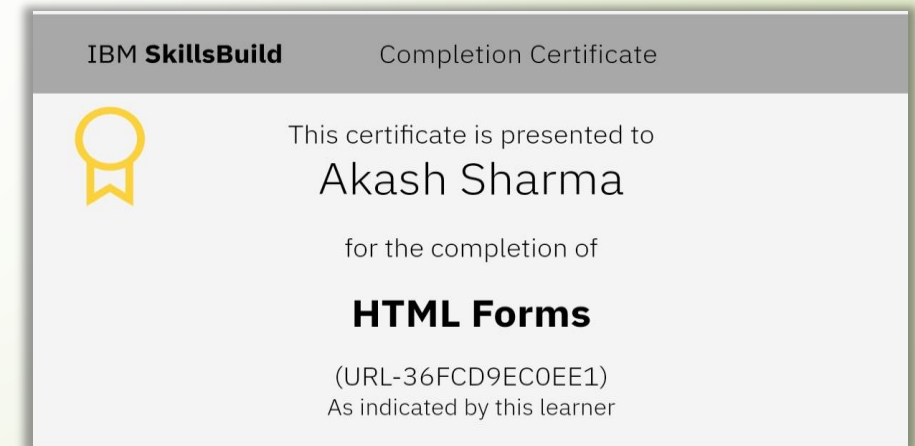 IBM SkillsBuild Completion Certificate
This certificate is presented to
Akash Sharma
for the completion of
HTML Forms
(URL-36FCD9EC0EE1)
As indicated by this learner